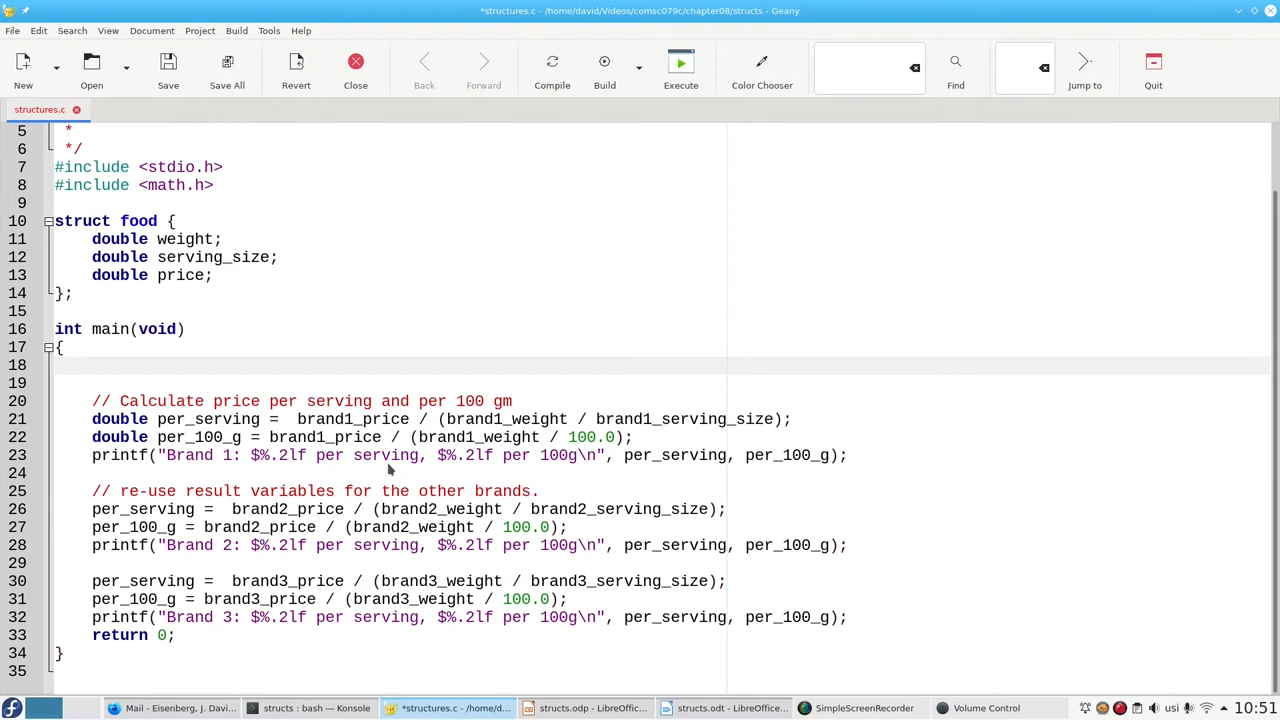 *structures.c - /home/david/Videos/comsc079c/chapter08/structs - Geany
File Edit Search View Document Project Build Tools Help
New Open Save Save All Revert Close Back Forward Compile Build Execute Color Chooser Find Jump to Quit
structures.c
5 *
6 */
7 #include <stdio.h>
8 #include <math.h>
9
10 struct food {
11 double weight;
12 double serving_size;
13 double price;
14 };
15
16 int main(void)
17 {
18
19
20 // Calculate price per serving and per 100 gm
21 double per_serving =  brand1_price / (brand1_weight / brand1_serving_size);
22 double per_100_g = brand1_price / (brand1_weight / 100.0);
23 printf("Brand 1: $%.2lf per serving, $%.2lf per 100g\n", per_serving, per_100_g);
24
25 // re-use result variables for the other brands.
26 per_serving =  brand2_price / (brand2_weight / brand2_serving_size);
27 per_100_g = brand2_price / (brand2_weight / 100.0);
28 printf("Brand 2: $%.2lf per serving, $%.2lf per 100g\n", per_serving, per_100_g);
29
30 per_serving =  brand3_price / (brand3_weight / brand3_serving_size);
31 per_100_g = brand3_price / (brand3_weight / 100.0);
32 printf("Brand 3: $%.2lf per serving, $%.2lf per 100g\n", per_serving, per_100_g);
33 return 0;
34 }
35
Mail - Eisenberg, J. Davi... structs : bash — Konsole *structures.c - /home/d... structs.odp - LibreOffic... structs.odt - LibreOffice... SimpleScreenRecorder Volume Control usi 10:51